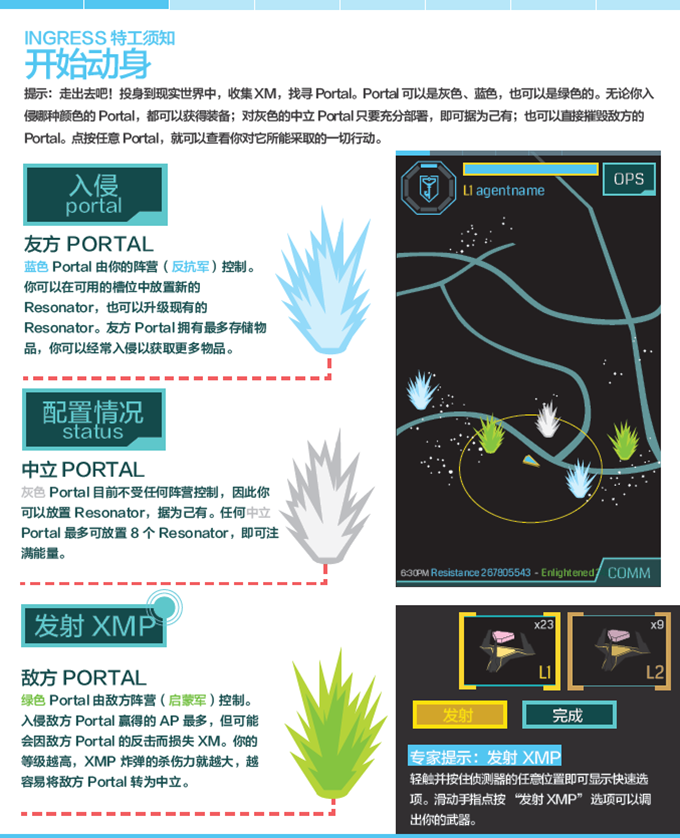 INGRESS 特工须知
开始动身
提示：走出去吧！投身到现实世界中，收集XM，找寻 Portal。Portal 可以是灰色、蓝色，也可以是绿色的。无论你入
侵哪种颜色的 Portal，都可以获得装备；对灰色的中立 Portal 只要充分部署，即可据为己有；也可以直接摧毁敌方的
Portal。点按任意 Portal，就可以查看你对它所能采取的一切行动。
入侵
portal
友方 PORTAL
蓝色 Portal 由你的阵营（反抗军）控制。
你可以在可用的槽位中放置新的
Resonator，也可以升级现有的
Resonator。友方 Portal 拥有最多存储物
品，你可以经常入侵以获取更多物品。
配置情况
status
中立 PORTAL
灰色 Portal 目前不受任何阵营控制，因此你
可以放置 Resonator，据为己有。任何中立
Portal 最多可放置 8 个 Resonator，即可注
满能量。
发射 XMP
敌方 PORTAL
绿色 Portal 由敌方阵营（启蒙军）控制。
入侵敌方 Portal 赢得的 AP 最多，但可能
会因敌方 Portal 的反击而损失 XM。你的
等级越高，XMP 炸弹的杀伤力就越大，越
容易将敌方 Portal 转为中立。
L1 agentname
OPS
6:30PM Resistance 267805543 - Enlightened
COMM
x23
L1
x9
L2
发射
完成
专家提示：发射 XMP
轻触并按住侦测器的任意位置即可显示快速选
项。滑动手指点按“发射XMP”选项可以调
出你的武器。